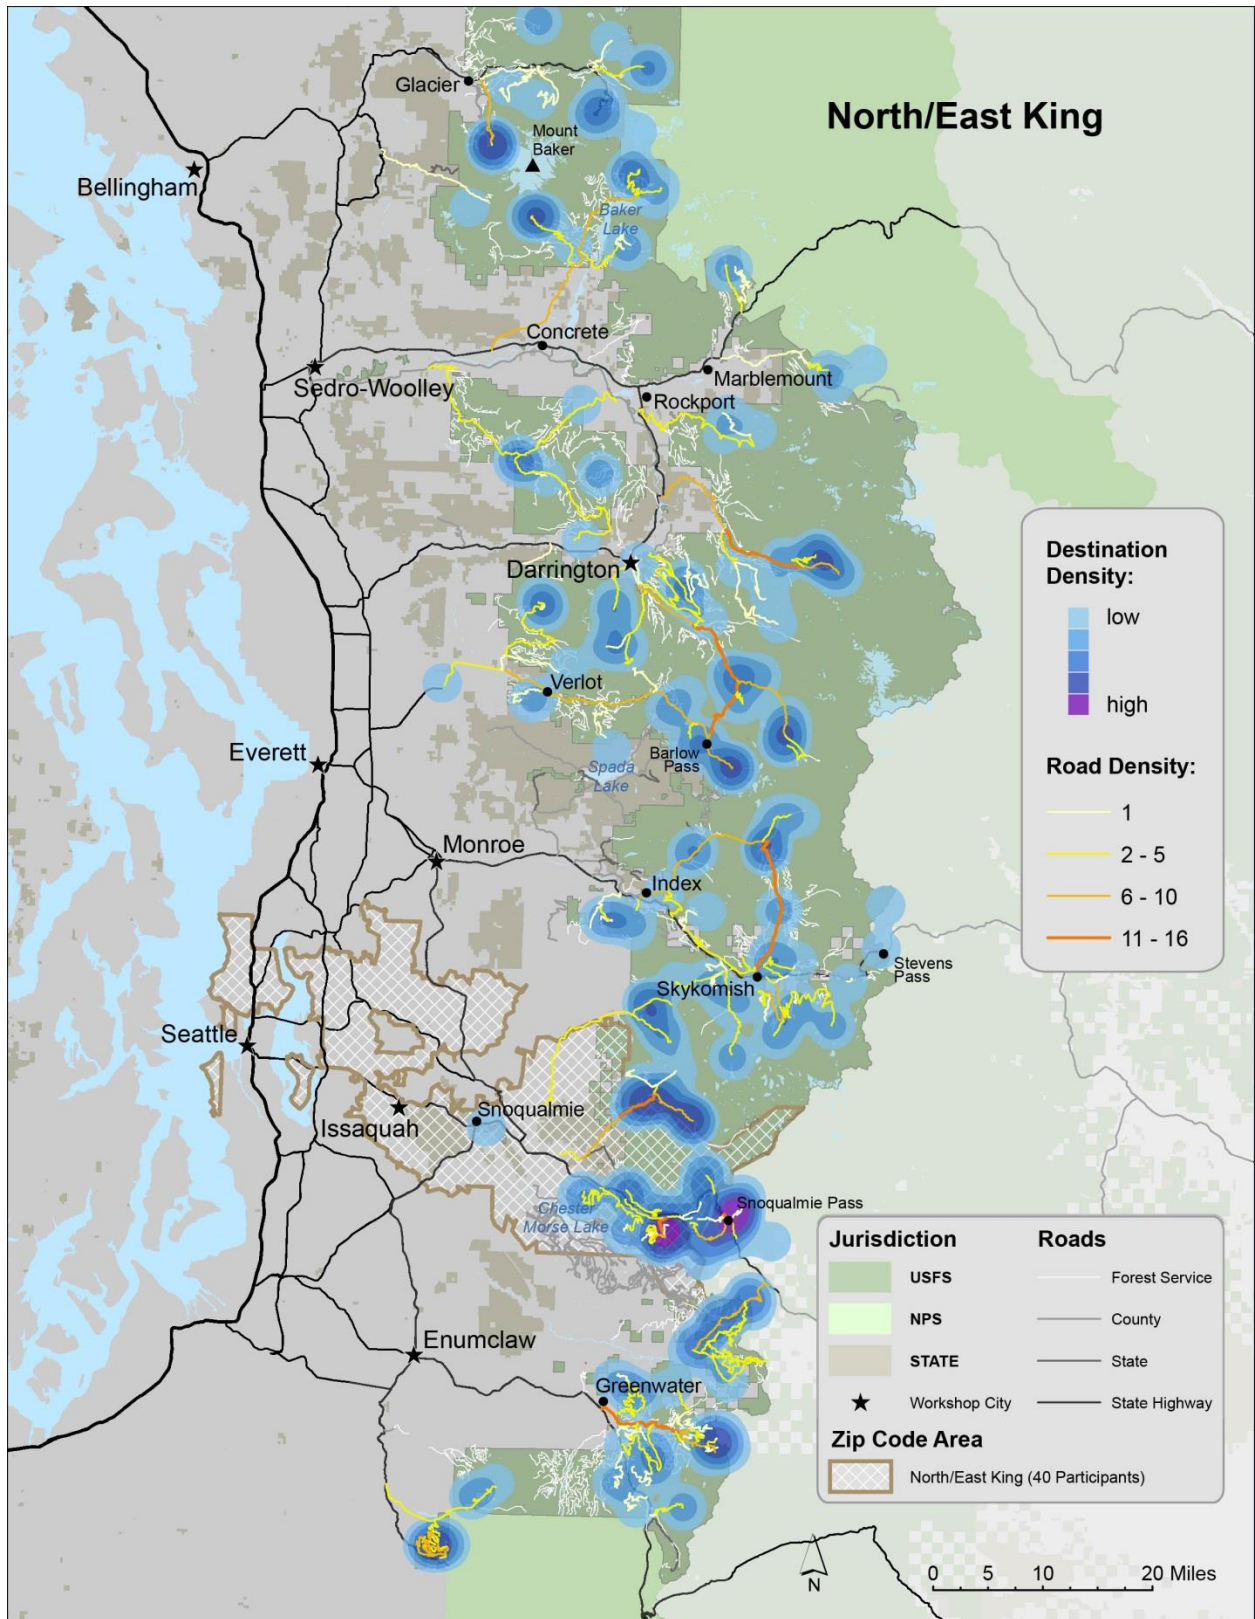 North/East King
Glacier
Mount
Baker
Bellingham
Baker
Lake
Concrete
Sedro-Woolley
Marblemount
Rockport
Darrington
Verlot
Everett
Barlow
Pass
Spada
Lake
Monroe
Index
Stevens
Pass
Skykomish
Seattle
Snoqualmie
Issaquah
Chester
Morse Lake
Snoqualmie Pass
Enumclaw
Greenwater
Destination
Density:
low
high
Road Density:
1
2 - 5
6 - 10
11 - 16
Jurisdiction
Roads
USFS
Forest Service
NPS
County
STATE
State
Workshop City
State Highway
Zip Code Area
North/East King (40 Participants)
N
0 5 10 20 Miles